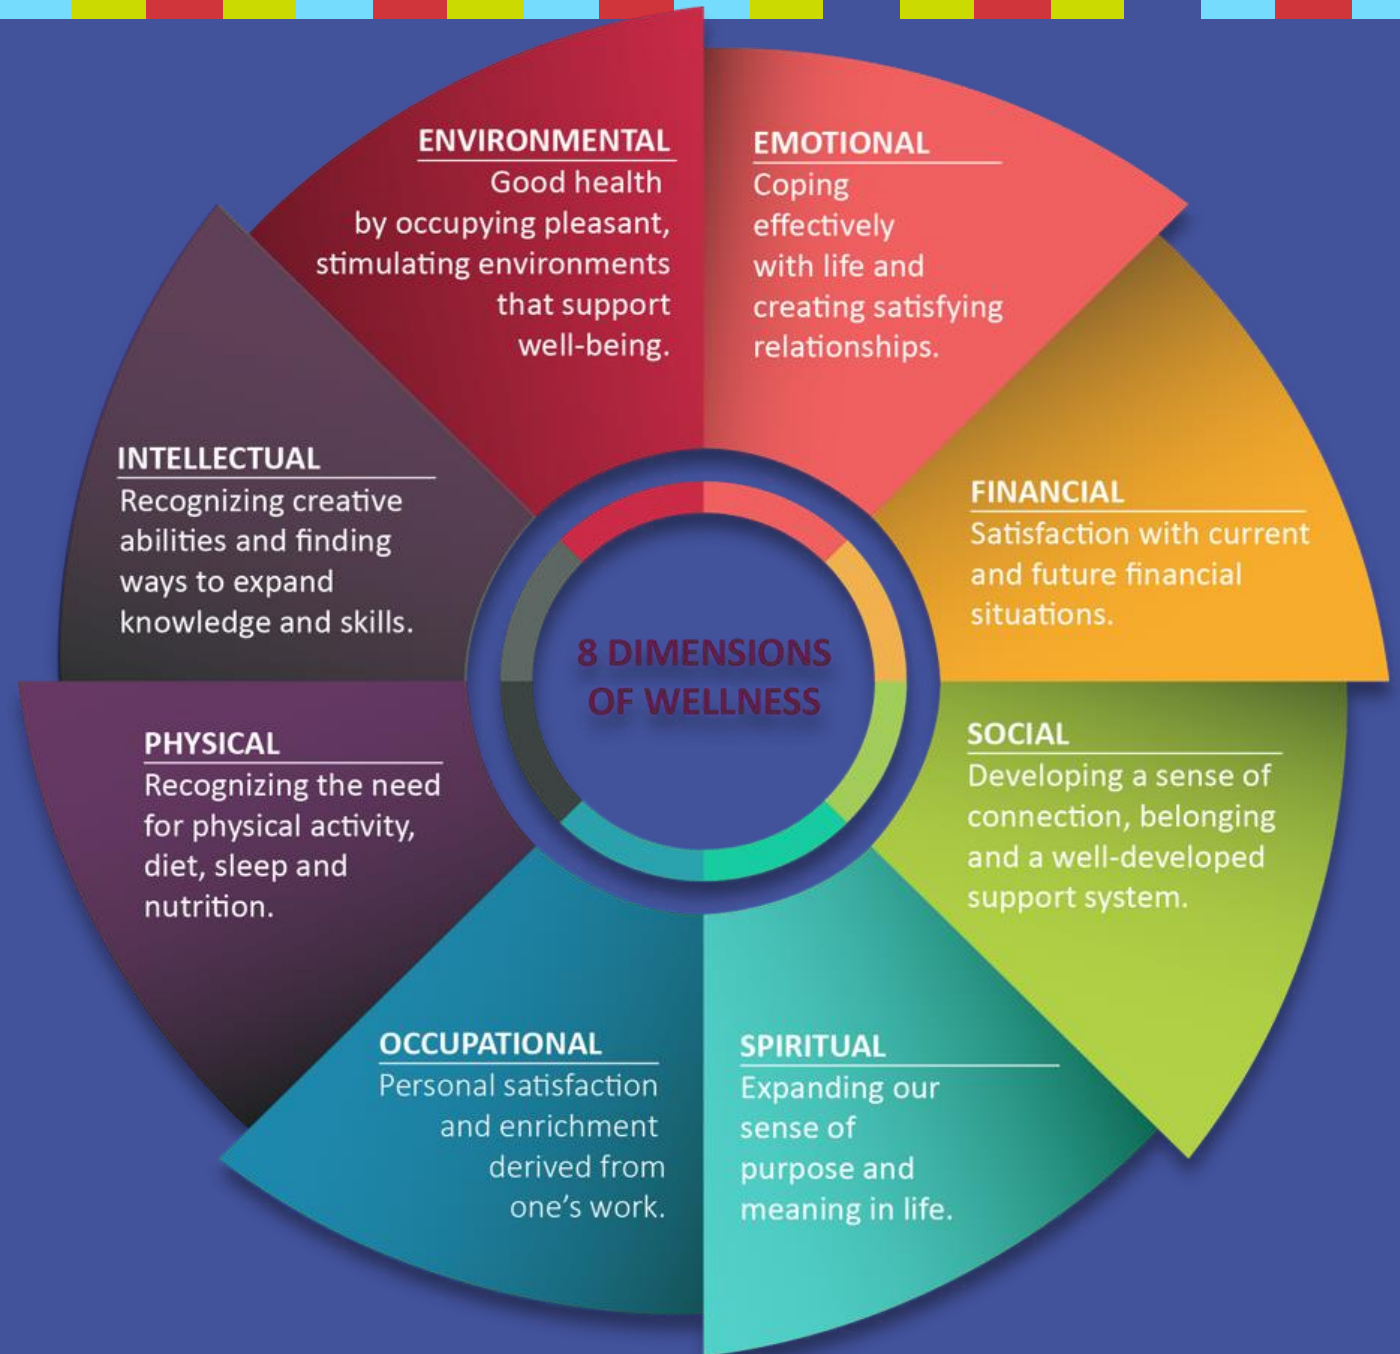 ENVIRONMENTAL
Good health
by occupying pleasant,
stimulating environments
that support
well-being.
EMOTIONAL
Coping
effectively
with life and
creating satisfying
relationships.
FINANCIAL
Satisfaction with current
and future financial
situations.
SOCIAL
Developing a sense of
connection, belonging
and a well-developed
support system.
SPIRITUAL
Expanding our
sense of
purpose and
meaning in life.
OCCUPATIONAL
Personal satisfaction
and enrichment
derived from
one’s work.
PHYSICAL
Recognizing the need
for physical activity,
diet, sleep and
nutrition.
INTELLECTUAL
Recognizing creative
abilities and finding
ways to expand
knowledge and skills.
8 DIMENSIONS
OF WELLNESS